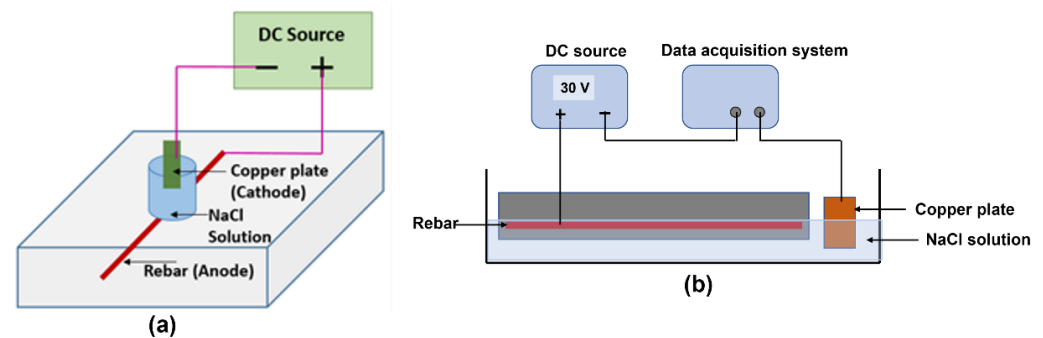 DC Source
− +
Copper plate
(Cathode)
NaCl
Solution
Rebar (Anode)
(a)
DC source
Data acquisition system
30 V
+ −
Rebar
Copper plate
NaCl solution
(b)